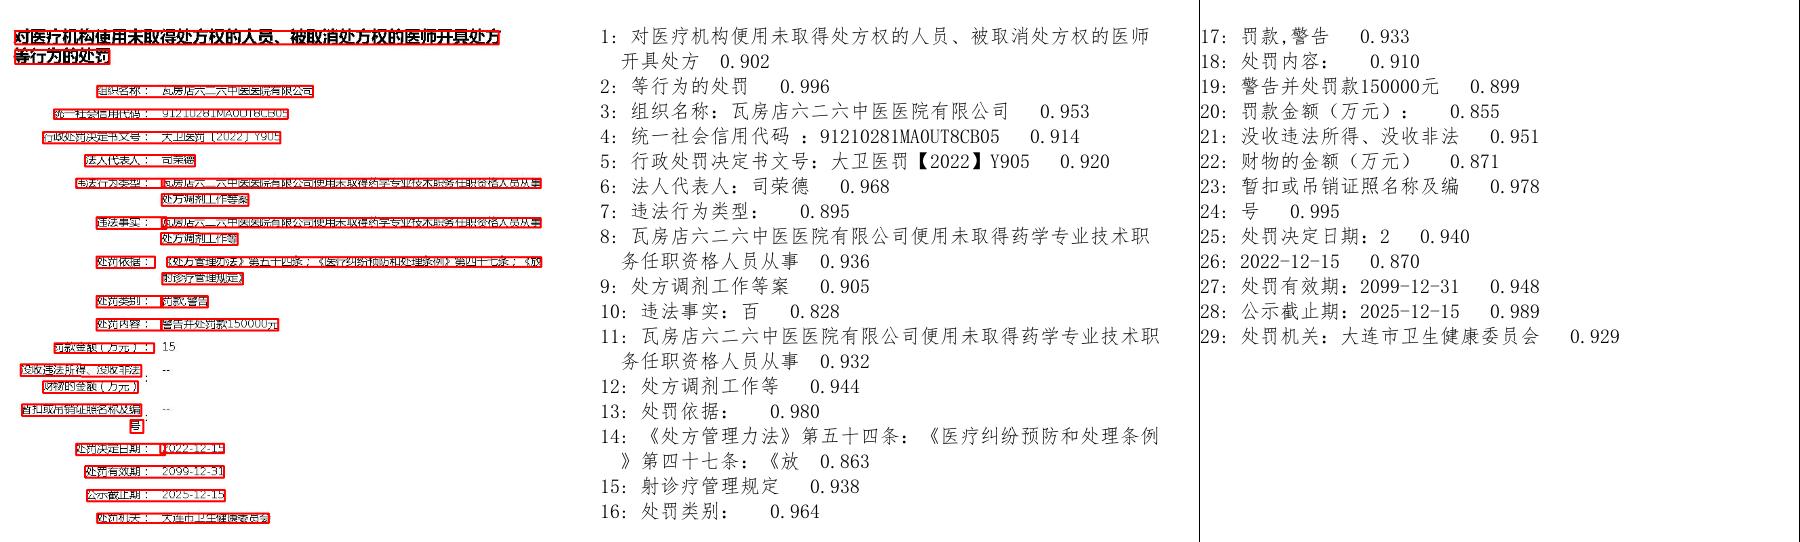 对医疗机构使用未取得处方权的人员、被取消处方权的医师开具处方
等行为的处罚
组织名称： 瓦房店六二六中医医院有限公司
统一社会信用代码： 91210281MA0UT8CB05
行政处罚决定书文号： 大卫医罚〔2022〕Y905
法人代表人： 司荣德
违法行为类型： 瓦房店六二六中医医院有限公司使用未取得药学专业技术职务任职资格人员从事
处方调剂工作等案
违法事实： 瓦房店六二六中医医院有限公司使用未取得药学专业技术职务任职资格人员从事
处方调剂工作等
处罚依据： 《处方管理办法》第五十四条；《医疗纠纷预防和处理条例》第四十七条；《放
射诊疗管理规定》
处罚类别： 罚款,警告
处罚内容： 警告并处罚款150000元
罚款金额（万元）： 15
没收违法所得、没收非法
财物的金额（万元）
： --
暂扣或吊销证照名称及编
号
： --
处罚决定日期： 2022-12-15
处罚有效期： 2099-12-31
公示截止期： 2025-12-15
处罚机关： 大连市卫生健康委员会
1: 对医疗机构便用未取得处方权的人员、被取消处方权的医师
开具处方 0.902
2: 等行为的处罚 0.996
3: 组织名称：瓦房店六二六中医医院有限公司 0.953
4: 统一社会信用代码 ：91210281MA0UT8CB05 0.914
5: 行政处罚决定书文号：大卫医罚【2022】Y905 0.920
6: 法人代表人：司荣德 0.968
7: 违法行为类型： 0.895
8: 瓦房店六二六中医医院有限公司便用未取得药学专业技术职
务任职资格人员从事 0.936
9: 处方调剂工作等案 0.905
10: 违法事实：百 0.828
11: 瓦房店六二六中医医院有限公司便用未取得药学专业技术职
务任职资格人员从事 0.932
12: 处方调剂工作等 0.944
13: 处罚依据： 0.980
14: 《处方管理力法》第五十四条：《医疗纠纷预防和处理条例
》第四十七条：《放 0.863
15: 射诊疗管理规定 0.938
16: 处罚类别： 0.964
17: 罚款,警告 0.933
18: 处罚内容： 0.910
19: 警告并处罚款150000元 0.899
20: 罚款金额（万元）： 0.855
21: 没收违法所得、没收非法 0.951
22: 财物的金额（万元） 0.871
23: 暂扣或吊销证照名称及编 0.978
24: 号 0.995
25: 处罚决定日期：2 0.940
26: 2022-12-15 0.870
27: 处罚有效期：2099-12-31 0.948
28: 公示截止期：2025-12-15 0.989
29: 处罚机关：大连市卫生健康委员会 0.929